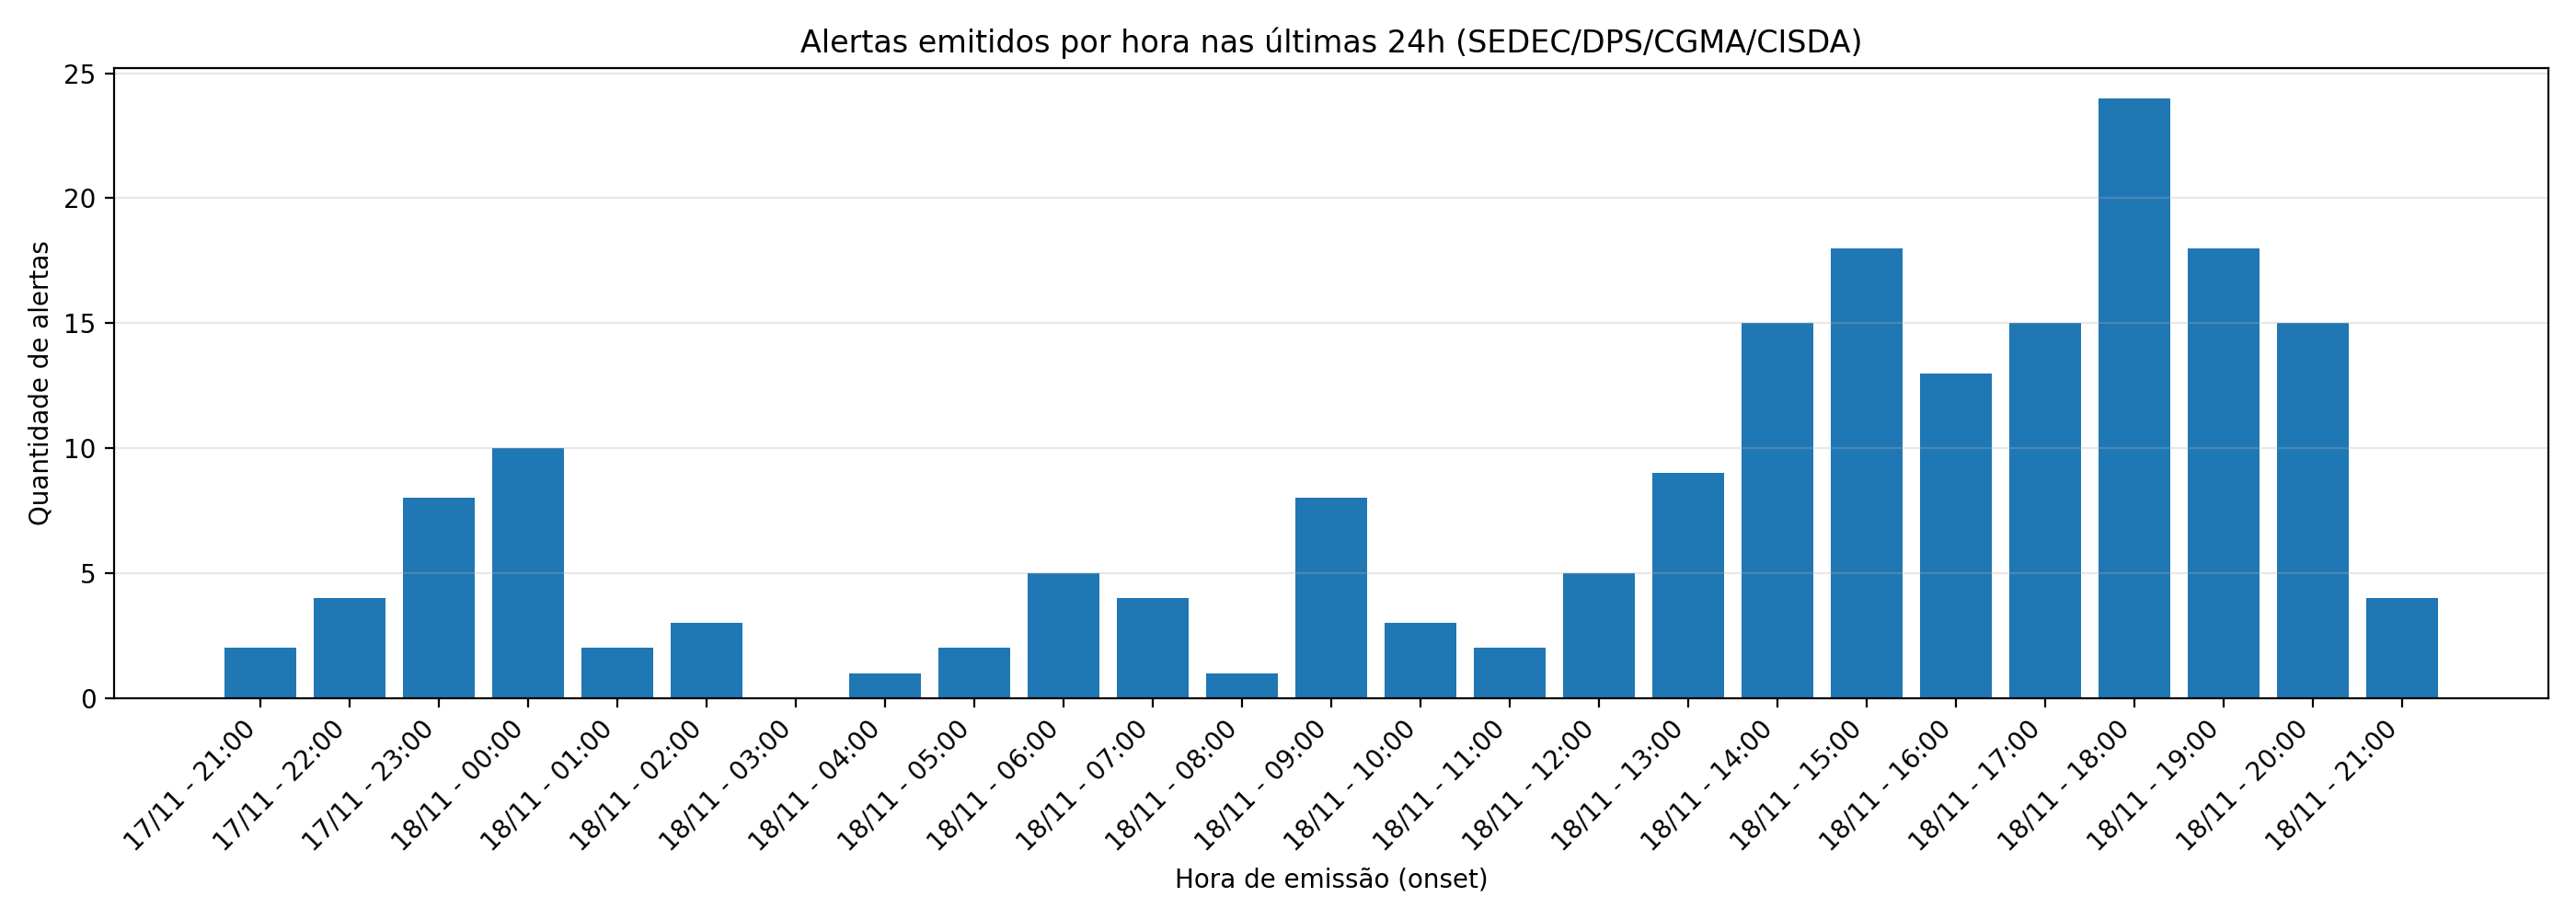 Alertas emitidos por hora nas últimas 24h (SEDEC/DPS/CGMA/CISDA)
Quantidade de alertas
25
20
15
10
5
0
17/11 - 21:00
17/11 - 22:00
17/11 - 23:00
18/11 - 00:00
18/11 - 01:00
18/11 - 02:00
18/11 - 03:00
18/11 - 04:00
18/11 - 05:00
18/11 - 06:00
18/11 - 07:00
18/11 - 08:00
18/11 - 09:00
18/11 - 10:00
18/11 - 11:00
18/11 - 12:00
18/11 - 13:00
18/11 - 14:00
18/11 - 15:00
18/11 - 16:00
18/11 - 17:00
18/11 - 18:00
18/11 - 19:00
18/11 - 20:00
18/11 - 21:00
Hora de emissão (onset)